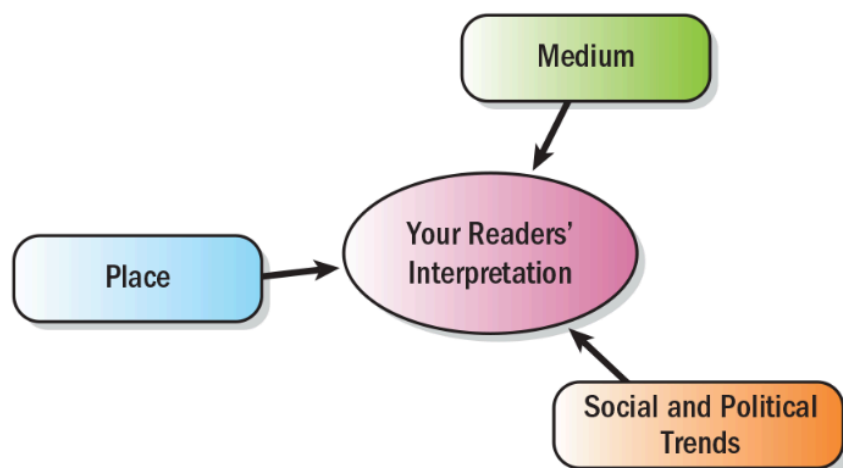 Medium
Your Readers’
Interpretation
Place
Social and Political
Trends